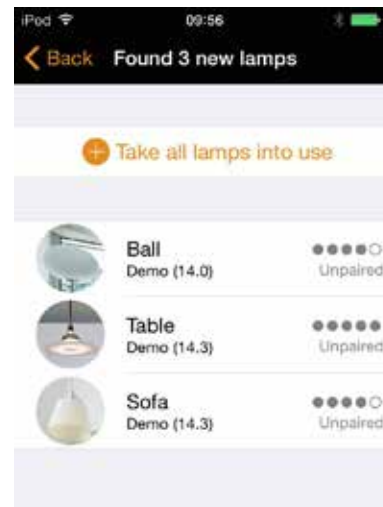 iPod 09:56
Back Found 3 new lamps
Take all lamps into use
Ball
Demo (14.0) Unpaired
Table
Demo (14.3) Unpaired
Sofa
Demo (14.3) Unpaired